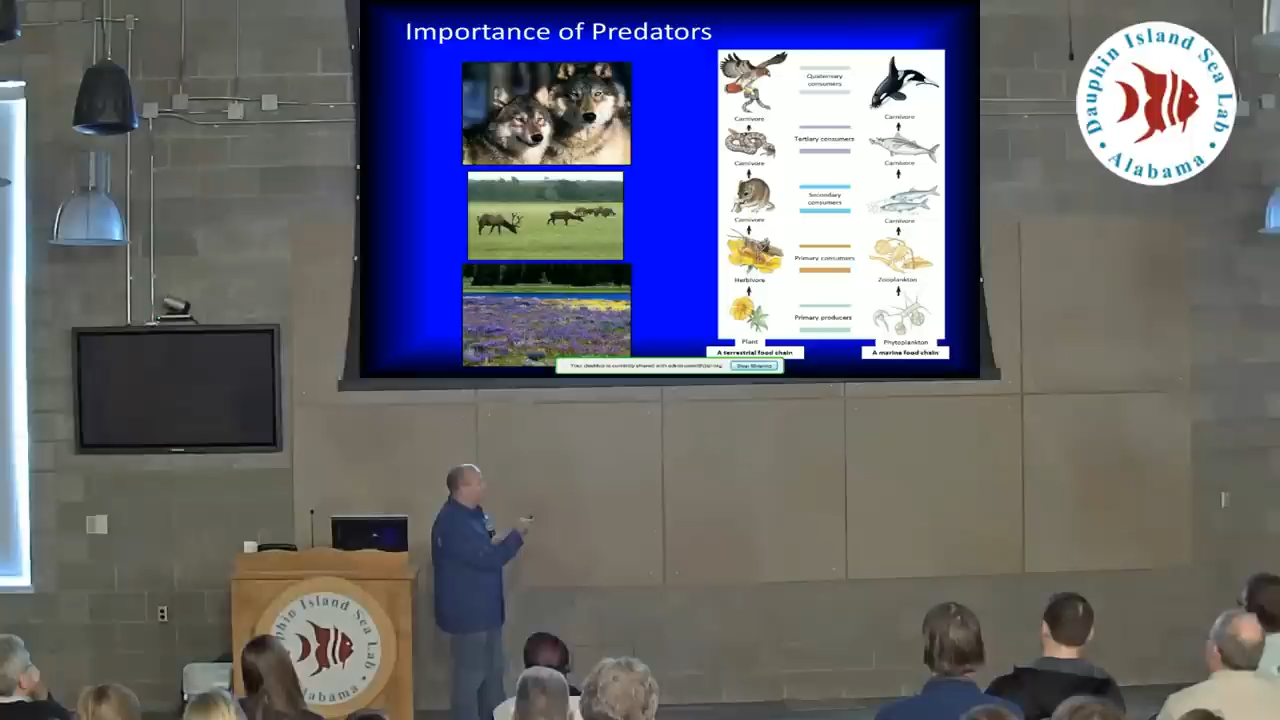 Importance of Predators
Quaternary
consumers
Carnivore
Carnivore
Tertiary consumers
Carnivore
Carnivore
Secondary
consumers
Carnivore
Carnivore
Primary consumers
Herbivore
Zooplankton
Primary producers
Plant
Phytoplankton
A terrestrial food chain
A marine food chain
Stop Sharing
Dauphin Island Sea Lab
• Alabama •
Dauphin Island Sea Lab
• Alabama •